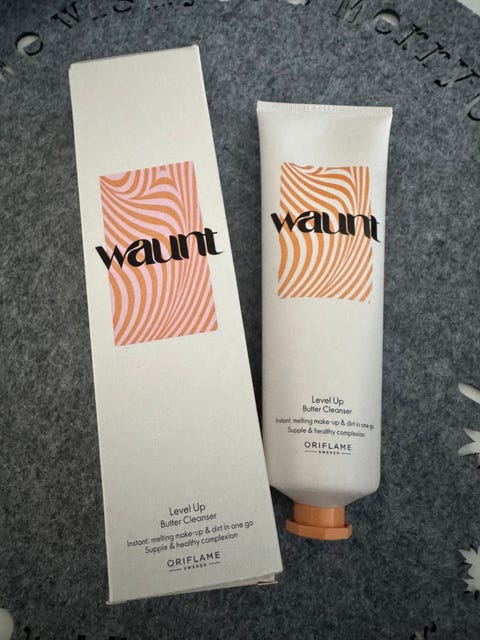 Merry
waunt
Level Up
Butter Cleanser
Instant: melting make-up & dirt in one go
Supple & healthy complexion
ORIFLAME
SWEDEN
waunt
Level Up
Butter Cleanser
Instant: melting make-up & dirt in one go
Supple & healthy complexion
ORIFLAME
SWEDEN